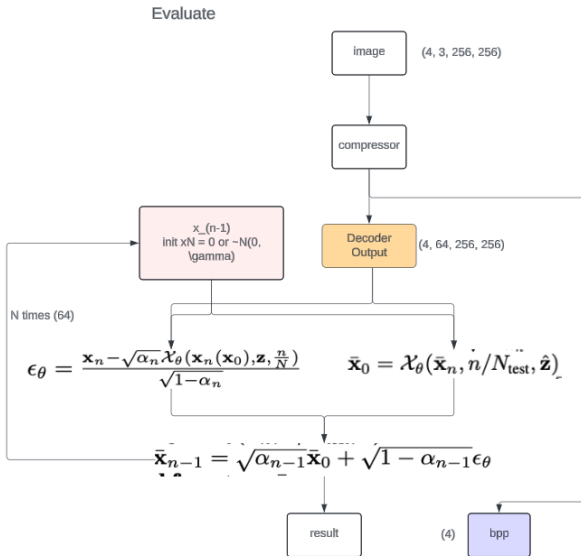 Evaluate
image
(4, 3, 256, 256)
compressor
x_(n-1)
init xN = 0 or ~N(0,
\gamma)
Decoder
Output
(4, 64, 256, 256)
N times (64)
ϵ_θ = (x_n − √α_n 𝒳_θ(x_n(x_0), z, n/N)) / √(1−α_n)
x̄_0 = 𝒳_θ(x̄_n, n/N_test, ẑ)
x̄_{n−1} = √α_{n−1} x̄_0 + √(1 − α_{n−1}) ϵ_θ
result
(4)
bpp